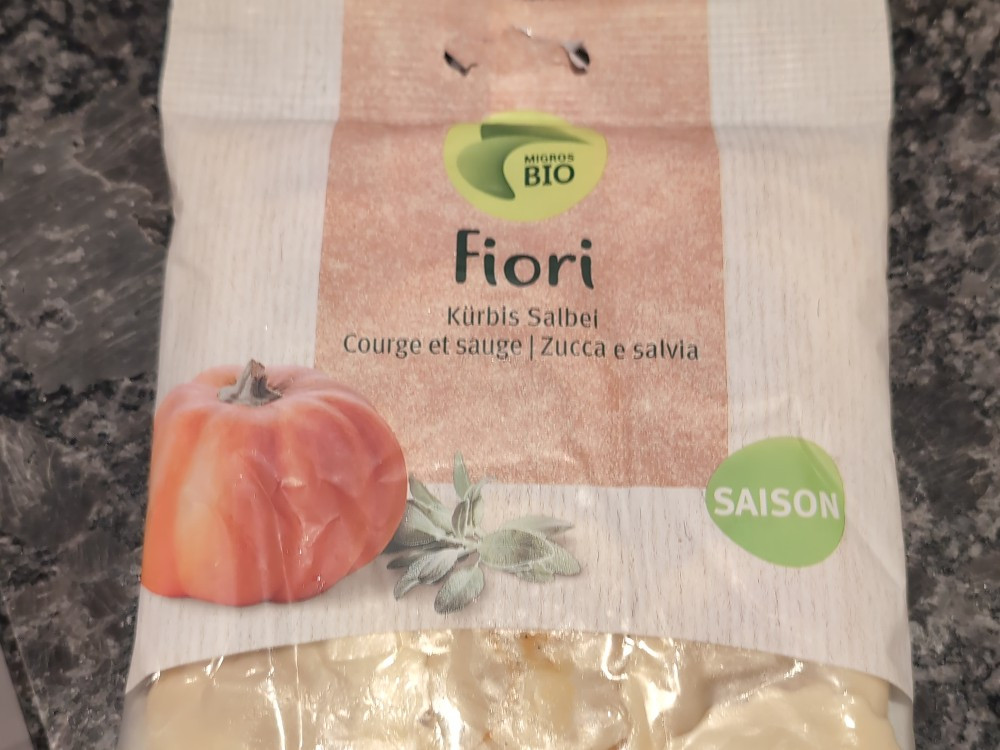 MIGROS
BIO
Fiori
Kürbis Salbei
Courge et sauge | Zucca e salvia
SAISON